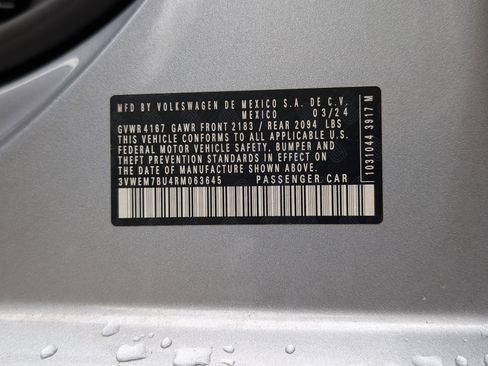 MFD BY VOLKSWAGEN DE MEXICO S.A. DE C.V.
MEXICO 03/24
GVWR 4167 GAWR FRONT 2183 / REAR 2094 LBS
THIS VEHICLE CONFORMS TO ALL APPLICABLE U.S.
FEDERAL MOTOR VEHICLE SAFETY, BUMPER AND
THEFT PREVENTION STANDARDS IN EFFECT ON
THE DATE OF MANUFACTURE SHOWN ABOVE.
3VWEM7BU4RM063645 PASSENGER CAR
1031044 3917 M